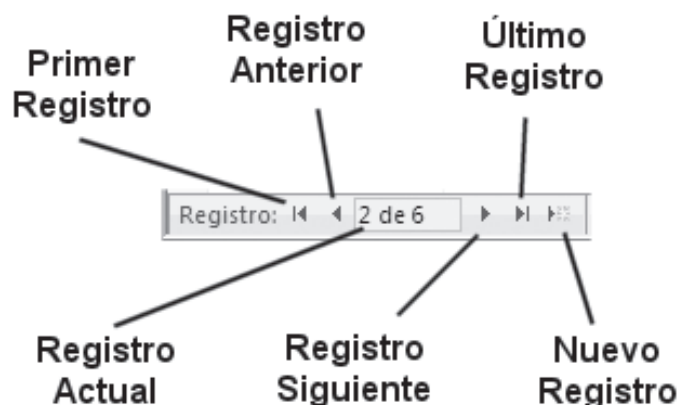 Primer
Registro
Registro
Anterior
Último
Registro
Registro: 2 de 6
Registro
Actual
Registro
Siguiente
Nuevo
Registro